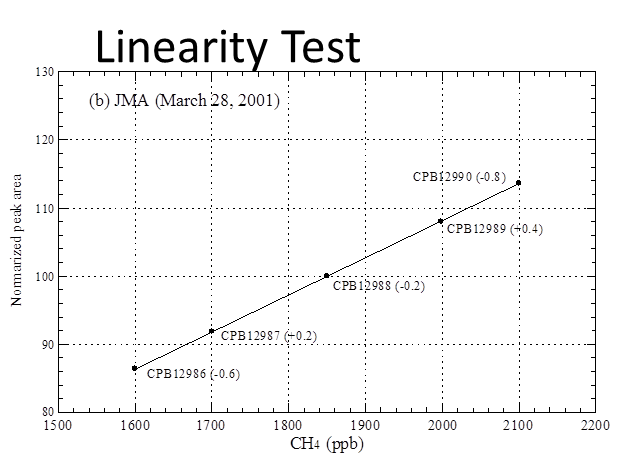 Linearity Test
130
(b) JMA (March 28, 2001)
120
CPB12990 (-0.8)
110
CPB12989 (+0.4)
Normarized peak area
100
CPB12988 (-0.2)
90
CPB12987 (+0.2)
CPB12986 (-0.6)
80
1500 1600 1700 1800 1900 2000 2100 2200
CH4 (ppb)